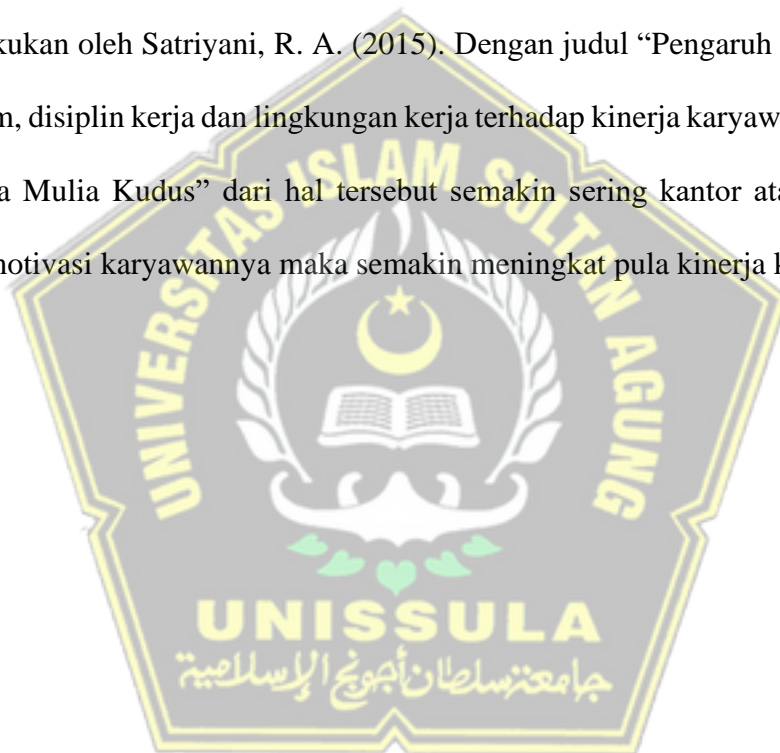 kukan oleh Satriyani, R. A. (2015). Dengan judul “Pengaruh
m, disiplin kerja dan lingkungan kerja terhadap kinerja karyaw
a Mulia Kudus” dari hal tersebut semakin sering kantor ata
motivasi karyawannya maka semakin meningkat pula kinerja k
UNIVERSITAS ISLAM SULTAN AGUNG
UNISSULA
جامعة سلطان أجونج الإسلامية